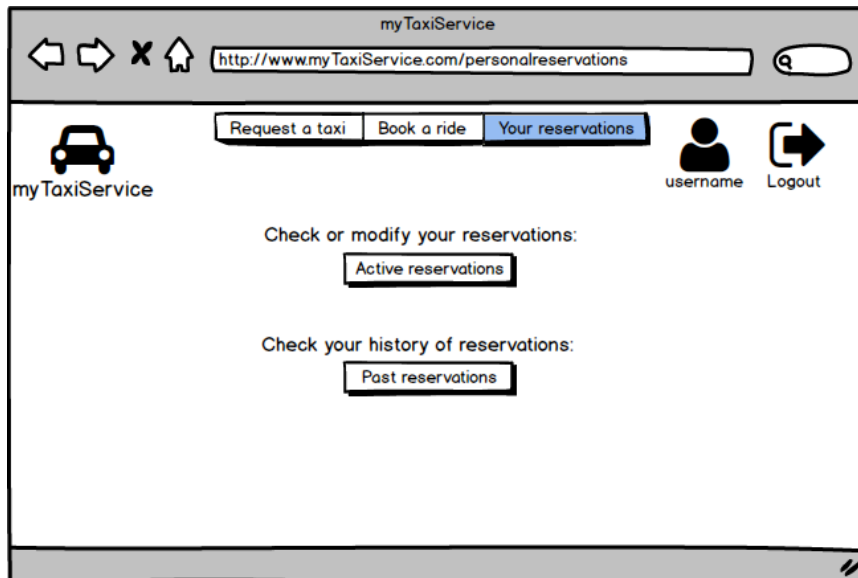 myTaxiService
http://www.myTaxiService.com/personalreservations
Request a taxi Book a ride Your reservations
myTaxiService
username Logout
Check or modify your reservations:
Active reservations
Check your history of reservations:
Past reservations